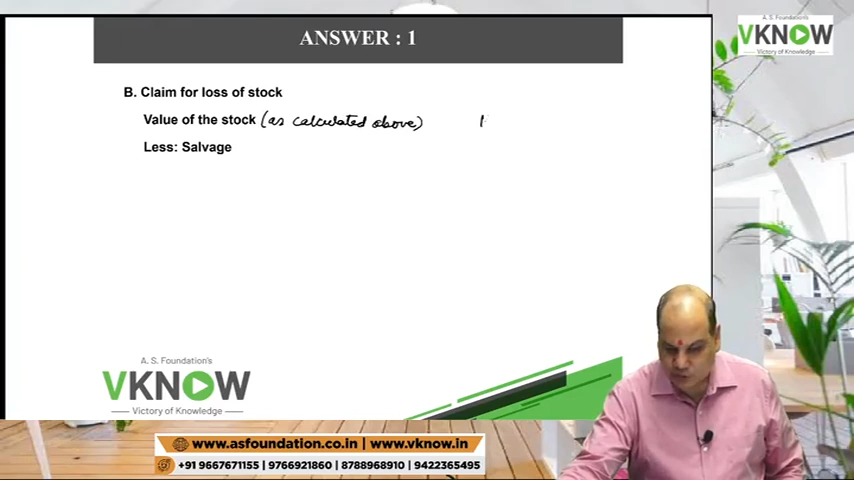 ANSWER : 1
A. S. Foundation's
VKNOW
Victory of Knowledge
B. Claim for loss of stock
Value of the stock (as calculated above)
Less: Salvage
A. S. Foundation's
VKNOW
Victory of Knowledge
www.asfoundation.co.in | www.vknow.in
+91 9667671155 | 9766921860 | 8788968910 | 9422365495